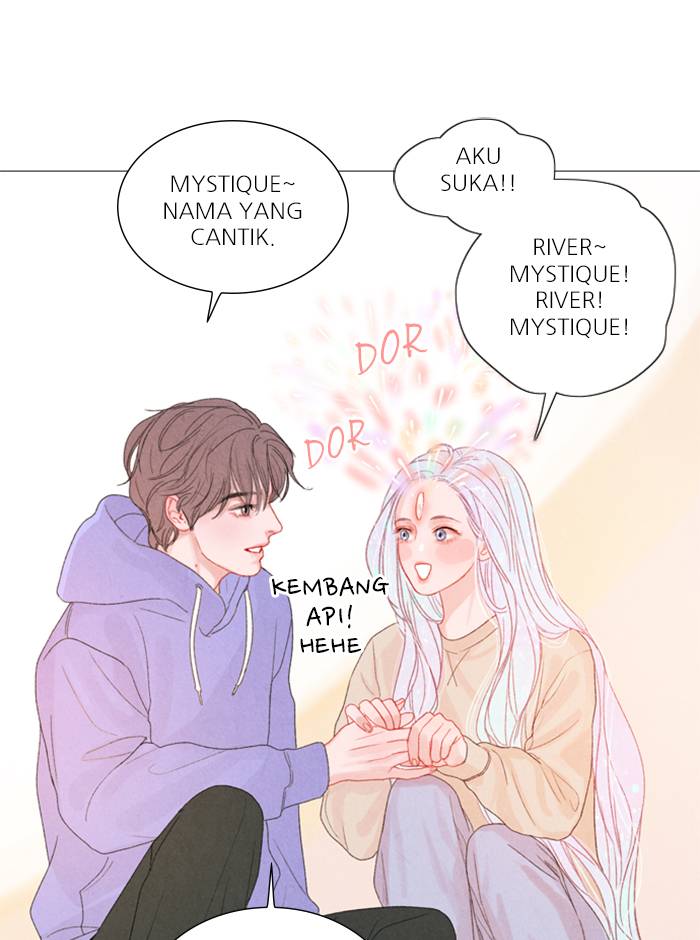 MYSTIQUE~
NAMA YANG
CANTIK.
AKU
SUKA!!
RIVER~
MYSTIQUE!
RIVER!
MYSTIQUE!
DOR
DOR
KEMBANG
API!
HEHE